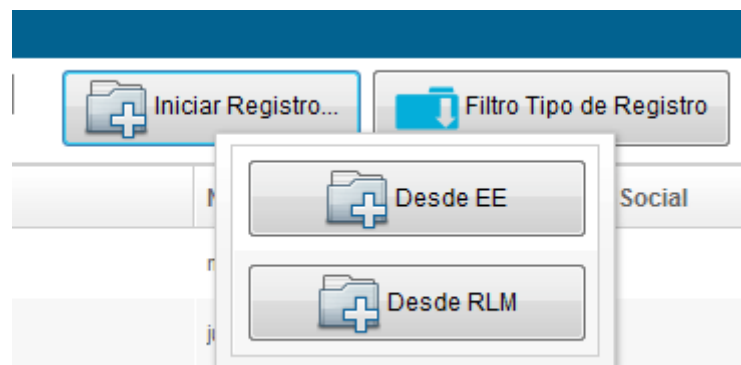 Iniciar Registro...
Filtro Tipo de Registro
Desde EE
Social
Desde RLM